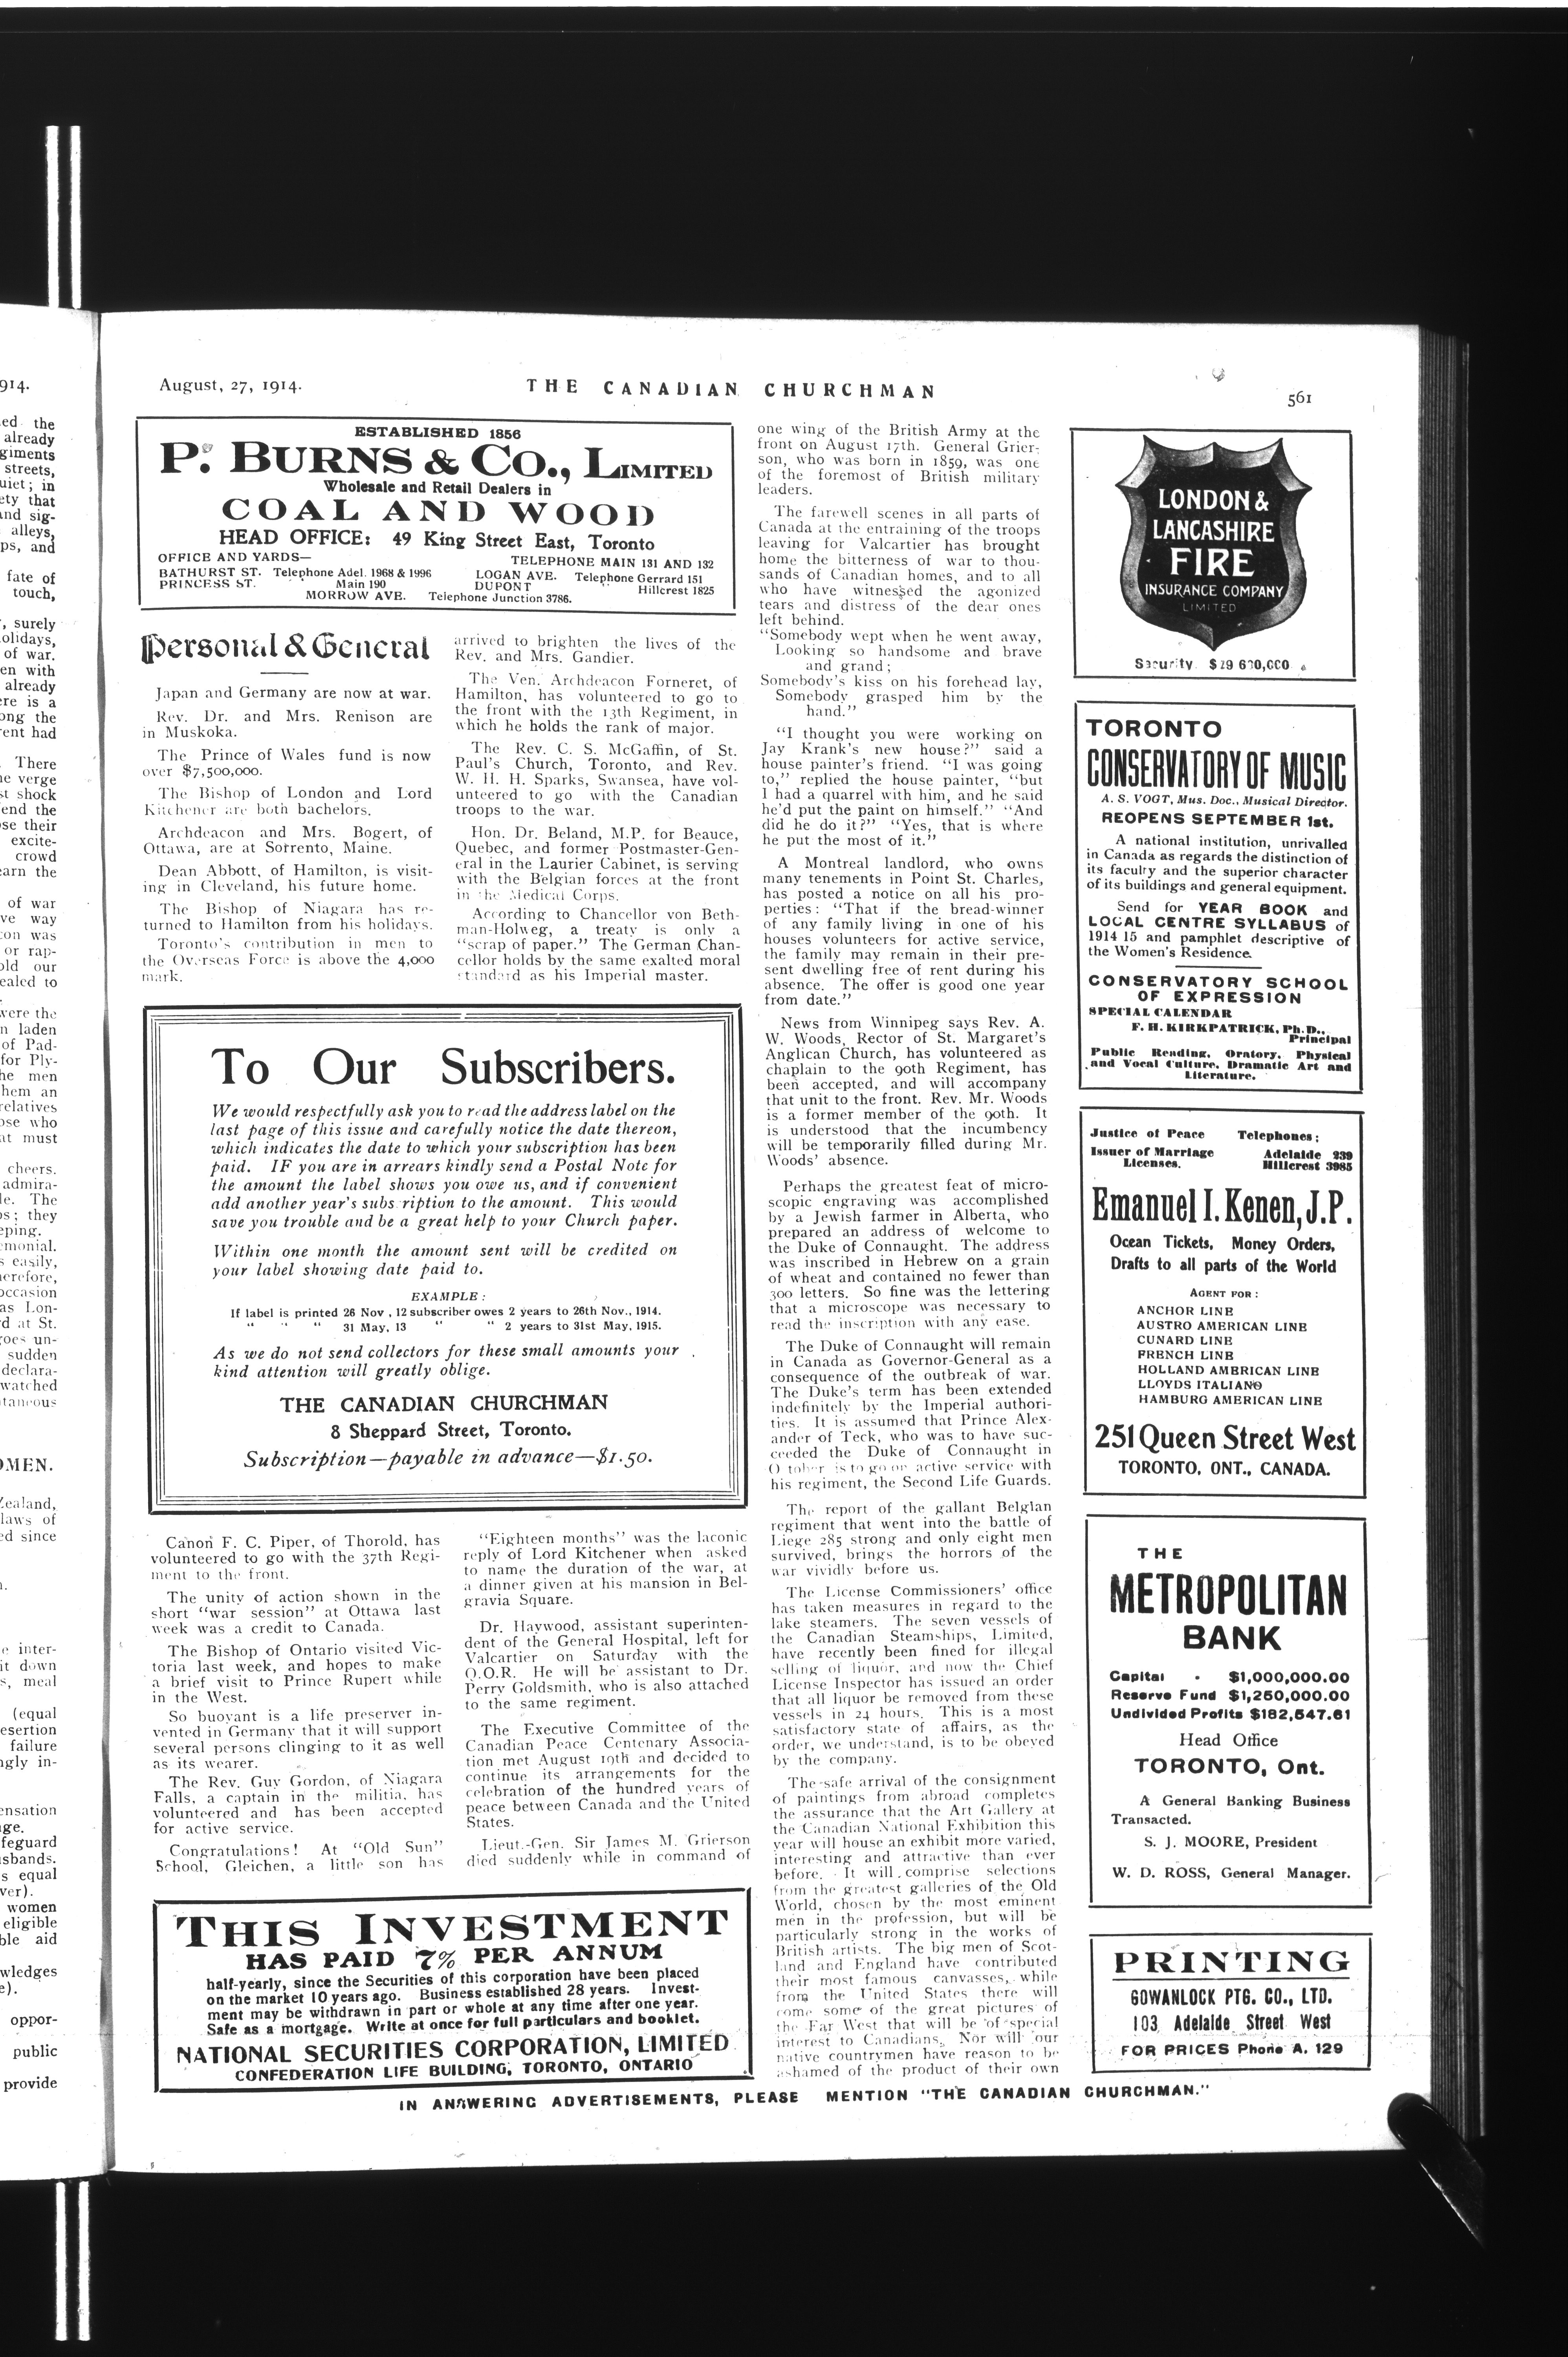 August, 27, 1914.
THE CANADIAN CHURCHMAN
561
ESTABLISHED 1856
P. BURNS & CO., LIMITED
Wholesale and Retail Dealers in
COAL AND WOOD
HEAD OFFICE: 49 King Street East, Toronto
OFFICE AND YARDS—
TELEPHONE MAIN 131 AND 132
BATHURST ST. Telephone Adel. 1968 & 1996
LOGAN AVE. Telephone Gerrard 151
PRINCESS ST. " Main 190
DUPONT " Hillcrest 1825
MORROW AVE. Telephone Junction 3786.
Personal & General
Japan and Germany are now at war.
Rev. Dr. and Mrs. Renison are
in Muskoka.
The Prince of Wales fund is now
over $7,500,000.
The Bishop of London and Lord
Kitchener are both bachelors.
Archdeacon and Mrs. Bogert, of
Ottawa, are at Sorrento, Maine.
Dean Abbott, of Hamilton, is visit-
ing in Cleveland, his future home.
The Bishop of Niagara has re-
turned to Hamilton from his holidays.
Toronto's contribution in men to
the Overseas Force is above the 4,000
mark.
arrived to brighten the lives of the
Rev. and Mrs. Gandier.
The Ven. Archdeacon Forneret, of
Hamilton, has volunteered to go to
the front with the 13th Regiment, in
which he holds the rank of major.
The Rev. C. S. McGaffin, of St.
Paul's Church, Toronto, and Rev.
W. H. H. Sparks, Swansea, have vol-
unteered to go with the Canadian
troops to the war.
Hon. Dr. Beland, M.P. for Beauce,
Quebec, and former Postmaster-Gen-
eral in the Laurier Cabinet, is serving
with the Belgian forces at the front
in the Medical Corps.
According to Chancellor von Beth-
man-Holweg, a treaty is only a
"scrap of paper." The German Chan-
cellor holds by the same exalted moral
standard as his Imperial master.
To Our Subscribers.
We would respectfully ask you to read the address label on the
last page of this issue and carefully notice the date thereon,
which indicates the date to which your subscription has been
paid. IF you are in arrears kindly send a Postal Note for
the amount the label shows you owe us, and if convenient
add another year's subs ription to the amount. This would
save you trouble and be a great help to your Church paper.
Within one month the amount sent will be credited on
your label showing date paid to.
EXAMPLE:
If label is printed 26 Nov , 12 subscriber owes 2 years to 26th Nov., 1914.
" " " 31 May, 13 " " 2 years to 31st May, 1915.
As we do not send collectors for these small amounts your
kind attention will greatly oblige.
THE CANADIAN CHURCHMAN
8 Sheppard Street, Toronto.
Subscription—payable in advance—$1.50.
Canon F. C. Piper, of Thorold, has
volunteered to go with the 37th Regi-
ment to the front.
The unity of action shown in the
short "war session" at Ottawa last
week was a credit to Canada.
The Bishop of Ontario visited Vic-
toria last week, and hopes to make
a brief visit to Prince Rupert while
in the West.
So buoyant is a life preserver in-
vented in Germany that it will support
several persons clinging to it as well
as its wearer.
The Rev. Guy Gordon, of Niagara
Falls, a captain in the militia, has
volunteered and has been accepted
for active service.
Congratulations! At "Old Sun"
School, Gleichen, a little son has
"Eighteen months" was the laconic
reply of Lord Kitchener when asked
to name the duration of the war, at
a dinner given at his mansion in Bel-
gravia Square.
Dr. Haywood, assistant superinten-
dent of the General Hospital, left for
Valcartier on Saturday with the
Q.O.R. He will be assistant to Dr.
Perry Goldsmith, who is also attached
to the same regiment.
The Executive Committee of the
Canadian Peace Centenary Associa-
tion met August 19th and decided to
continue its arrangements for the
celebration of the hundred years of
peace between Canada and the United
States.
Lieut.-Gen. Sir James M. Grierson
died suddenly while in command of
THIS INVESTMENT
HAS PAID 7% PER ANNUM
half-yearly, since the Securities of this corporation have been placed
on the market 10 years ago. Business established 28 years. Invest-
ment may be withdrawn in part or whole at any time after one year.
Safe as a mortgage. Write at once for full particulars and booklet.
NATIONAL SECURITIES CORPORATION, LIMITED
CONFEDERATION LIFE BUILDING, TORONTO, ONTARIO
one wing of the British Army at the
front on August 17th. General Grier-
son, who was born in 1859, was one
of the foremost of British military
leaders.
The farewell scenes in all parts of
Canada at the entraining of the troops
leaving for Valcartier has brought
home the bitterness of war to thou-
sands of Canadian homes, and to all
who have witnessed the agonized
tears and distress of the dear ones
left behind.
"Somebody wept when he went away,
Looking so handsome and brave
and grand;
Somebody's kiss on his forehead lay,
Somebody grasped him by the
hand."
"I thought you were working on
Jay Krank's new house?" said a
house painter's friend. "I was going
to," replied the house painter, "but
I had a quarrel with him, and he said
he'd put the paint on himself." "And
did he do it?" "Yes, that is where
he put the most of it."
A Montreal landlord, who owns
many tenements in Point St. Charles,
has posted a notice on all his pro-
perties: "That if the bread-winner
of any family living in one of his
houses volunteers for active service,
the family may remain in their pre-
sent dwelling free of rent during his
absence. The offer is good one year
from date."
News from Winnipeg says Rev. A.
W. Woods, Rector of St. Margaret's
Anglican Church, has volunteered as
chaplain to the 90th Regiment, has
been accepted, and will accompany
that unit to the front. Rev. Mr. Woods
is a former member of the 90th. It
is understood that the incumbency
will be temporarily filled during Mr.
Woods' absence.
Perhaps the greatest feat of micro-
scopic engraving was accomplished
by a Jewish farmer in Alberta, who
prepared an address of welcome to
the Duke of Connaught. The address
was inscribed in Hebrew on a grain
of wheat and contained no fewer than
300 letters. So fine was the lettering
that a microscope was necessary to
read the inscription with any ease.
The Duke of Connaught will remain
in Canada as Governor-General as a
consequence of the outbreak of war.
The Duke's term has been extended
indefinitely by the Imperial authori-
ties. It is assumed that Prince Alex-
ander of Teck, who was to have suc-
ceeded the Duke of Connaught in
O tober is to go on active service with
his regiment, the Second Life Guards.
The report of the gallant Belgian
regiment that went into the battle of
Liege 285 strong and only eight men
survived, brings the horrors of the
war vividly before us.
The License Commissioners' office
has taken measures in regard to the
lake steamers. The seven vessels of
the Canadian Steamships, Limited,
have recently been fined for illegal
selling of liquor, and now the Chief
License Inspector has issued an order
that all liquor be removed from these
vessels in 24 hours. This is a most
satisfactory state of affairs, as the
order, we understand, is to be obeyed
by the company.
The safe arrival of the consignment
of paintings from abroad completes
the assurance that the Art Gallery at
the Canadian National Exhibition this
year will house an exhibit more varied,
interesting and attractive than ever
before. It will comprise selections
from the greatest galleries of the Old
World, chosen by the most eminent
men in the profession, but will be
particularly strong in the works of
British artists. The big men of Scot-
land and England have contributed
their most famous canvasses, while
from the United States there will
come some of the great pictures of
the Far West that will be of special
interest to Canadians. Nor will our
native countrymen have reason to be
ashamed of the product of their own
LONDON &
LANCASHIRE
FIRE
INSURANCE COMPANY
LIMITED
Security $29 600,000
TORONTO
CONSERVATORY OF MUSIC
A. S. VOGT, Mus. Doc., Musical Director.
REOPENS SEPTEMBER 1st.
A national institution, unrivalled
in Canada as regards the distinction of
its faculty and the superior character
of its buildings and general equipment.
Send for YEAR BOOK and
LOCAL CENTRE SYLLABUS of
1914 15 and pamphlet descriptive of
the Women's Residence.
CONSERVATORY SCHOOL
OF EXPRESSION
SPECIAL CALENDAR
F. H. KIRKPATRICK, Ph.D.,
Principal
Public Reading, Oratory, Physical
and Vocal Culture, Dramatic Art and
Literature.
Justice of Peace
Telephones:
Issuer of Marriage
Licenses.
Adelaide 239
Hillcrest 3985
Emanuel I. Kenen, J.P.
Ocean Tickets, Money Orders,
Drafts to all parts of the World
AGENT FOR:
ANCHOR LINE
AUSTRO AMERICAN LINE
CUNARD LINE
FRENCH LINE
HOLLAND AMERICAN LINE
LLOYDS ITALIANO
HAMBURG AMERICAN LINE
251 Queen Street West
TORONTO, ONT., CANADA.
THE
METROPOLITAN
BANK
Capital - $1,000,000.00
Reserve Fund $1,250,000.00
Undivided Profits $182,547.61
Head Office
TORONTO, Ont.
A General Banking Business
Transacted.
S. J. MOORE, President
W. D. ROSS, General Manager.
PRINTING
GOWANLOCK PTG. CO., LTD.
103 Adelaide Street West
FOR PRICES Phone A. 129
IN ANSWERING ADVERTISEMENTS, PLEASE MENTION "THE CANADIAN CHURCHMAN."